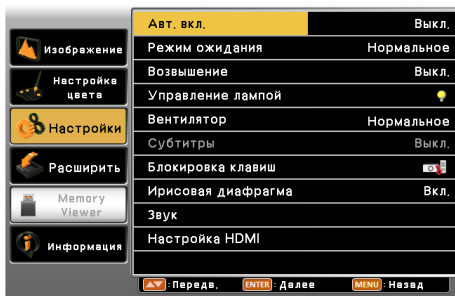 Изображение
Настройка
цвета
Настройки
Расширить
Memory
Viewer
Информация
Авт. вкл. Выкл.
Режим ожидания Нормальное
Возвышение Выкл.
Управление лампой
Вентилятор Нормальное
Субтитры Выкл.
Блокировка клавиш
Ирисовая диафрагма Вкл.
Звук
Настройка HDMI
:Передв. ENTER :Далее MENU :Назад